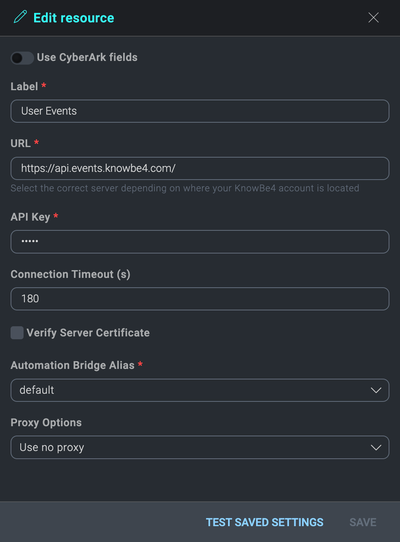 Edit resource
Use CyberArk fields
Label *
User Events
URL *
https://api.events.knowbe4.com/
Select the correct server depending on where your KnowBe4 account is located
API Key *
•••••
Connection Timeout (s)
180
Verify Server Certificate
Automation Bridge Alias *
default
Proxy Options
Use no proxy
TEST SAVED SETTINGS SAVE